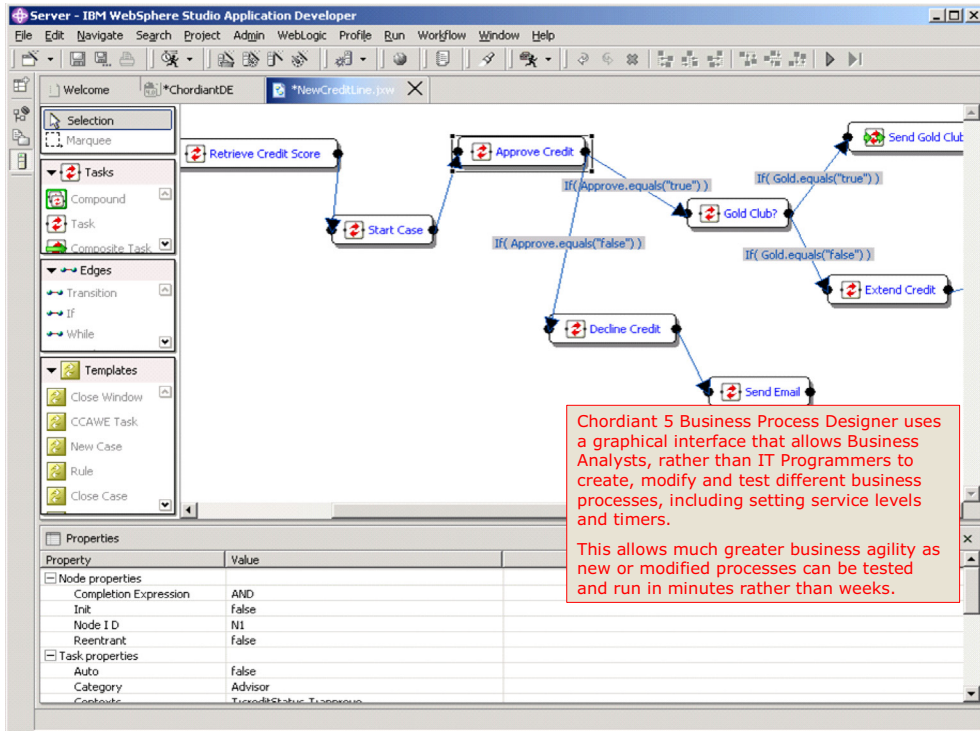 Server - IBM WebSphere Studio Application Developer
File Edit Navigate Search Project Admin WebLogic Profile Run Workflow Window Help
Welcome *ChordiantDE *NewCreditLine.jxw
Selection
Marquee
Tasks
Compound
Task
Composite Task
Edges
Transition
If
While
Templates
Close Window
CCAWE Task
New Case
Rule
Close Case
Retrieve Credit Score
Start Case
Approve Credit
If( Approve.equals("true") )
If( Approve.equals("false") )
Gold Club?
If( Gold.equals("true") )
Send Gold Club
If( Gold.equals("false") )
Extend Credit
Decline Credit
Send Email
Chordiant 5 Business Process Designer uses
a graphical interface that allows Business
Analysts, rather than IT Programmers to
create, modify and test different business
processes, including setting service levels
and timers.
This allows much greater business agility as
new or modified processes can be tested
and run in minutes rather than weeks.
Properties
Property Value
Node properties
Completion Expression AND
Init false
Node I D N1
Reentrant false
Task properties
Auto false
Category Advisor
Contexts